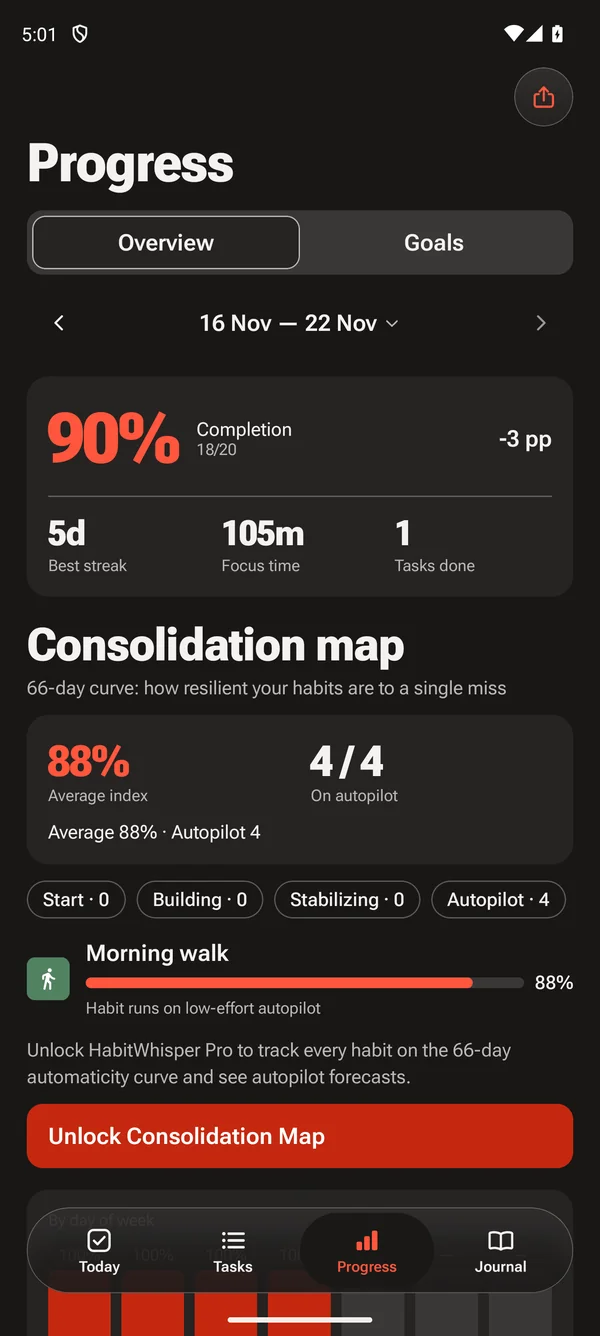 5:01
Progress
Overview
Goals
16 Nov — 22 Nov
90%
Completion
18/20
-3 pp
5d
105m
1
Best streak
Focus time
Tasks done
Consolidation map
66-day curve: how resilient your habits are to a single miss
88%
4 / 4
Average index
On autopilot
Average 88% · Autopilot 4
Start · 0
Building · 0
Stabilizing · 0
Autopilot · 4
Morning walk
88%
Habit runs on low-effort autopilot
Unlock HabitWhisper Pro to track every habit on the 66-day
automaticity curve and see autopilot forecasts.
Unlock Consolidation Map
By day of week
100%
Today
Tasks
Progress
Journal